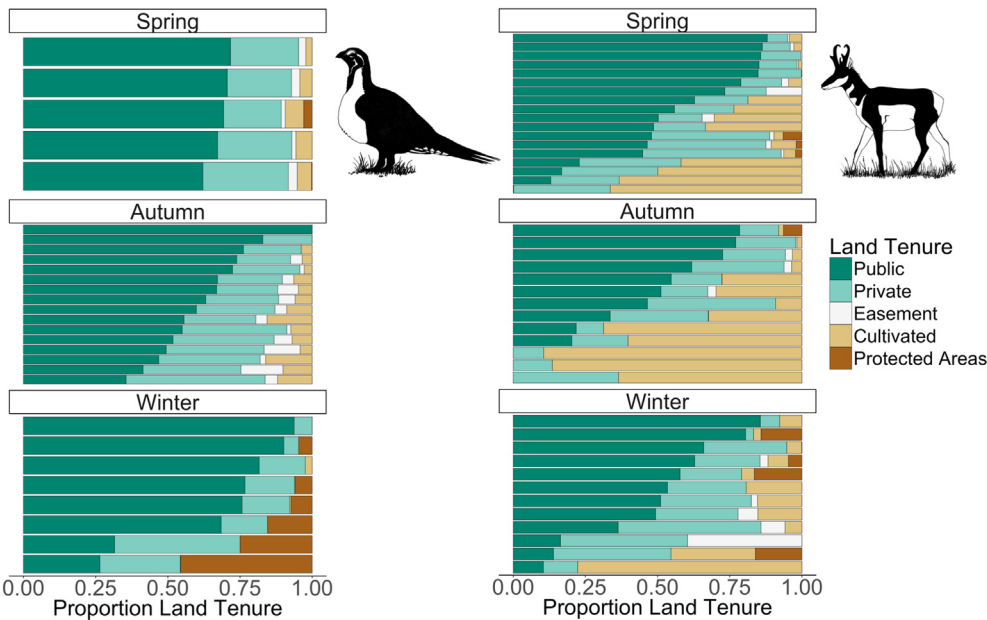 Spring
Autumn
Winter
0.00 0.25 0.50 0.75 1.00
Proportion Land Tenure
Spring
Autumn
Winter
0.00 0.25 0.50 0.75 1.00
Proportion Land Tenure
Land Tenure
Public
Private
Easement
Cultivated
Protected Areas